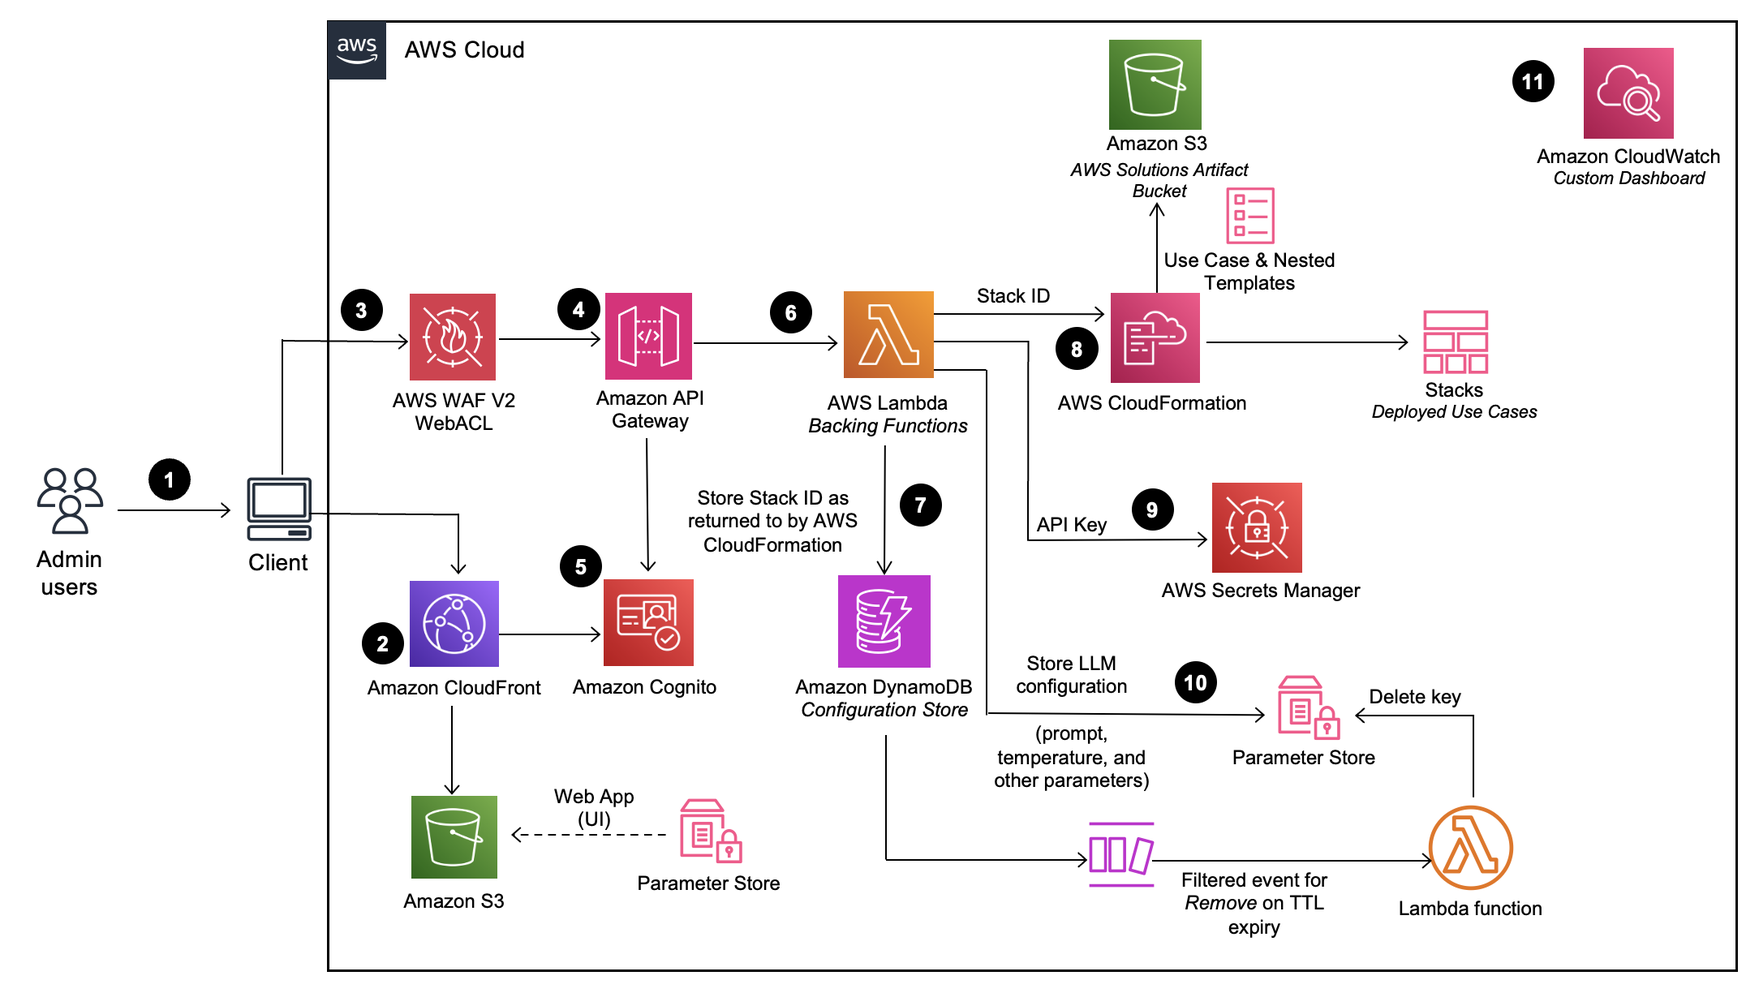 aws
AWS Cloud
Amazon S3
AWS Solutions Artifact
Bucket
11
Amazon CloudWatch
Custom Dashboard
Use Case & Nested
Templates
3
AWS WAF V2
WebACL
4
Amazon API
Gateway
6
AWS Lambda
Backing Functions
Stack ID
8
AWS CloudFormation
Stacks
Deployed Use Cases
1
Admin
users
Client
Store Stack ID as
returned to by AWS
CloudFormation
7
API Key
9
AWS Secrets Manager
5
2
Amazon CloudFront
Amazon Cognito
Amazon DynamoDB
Configuration Store
Store LLM
configuration
10
(prompt,
temperature, and
other parameters)
Parameter Store
Delete key
Web App
(UI)
Amazon S3
Parameter Store
Filtered event for
Remove on TTL
expiry
Lambda function